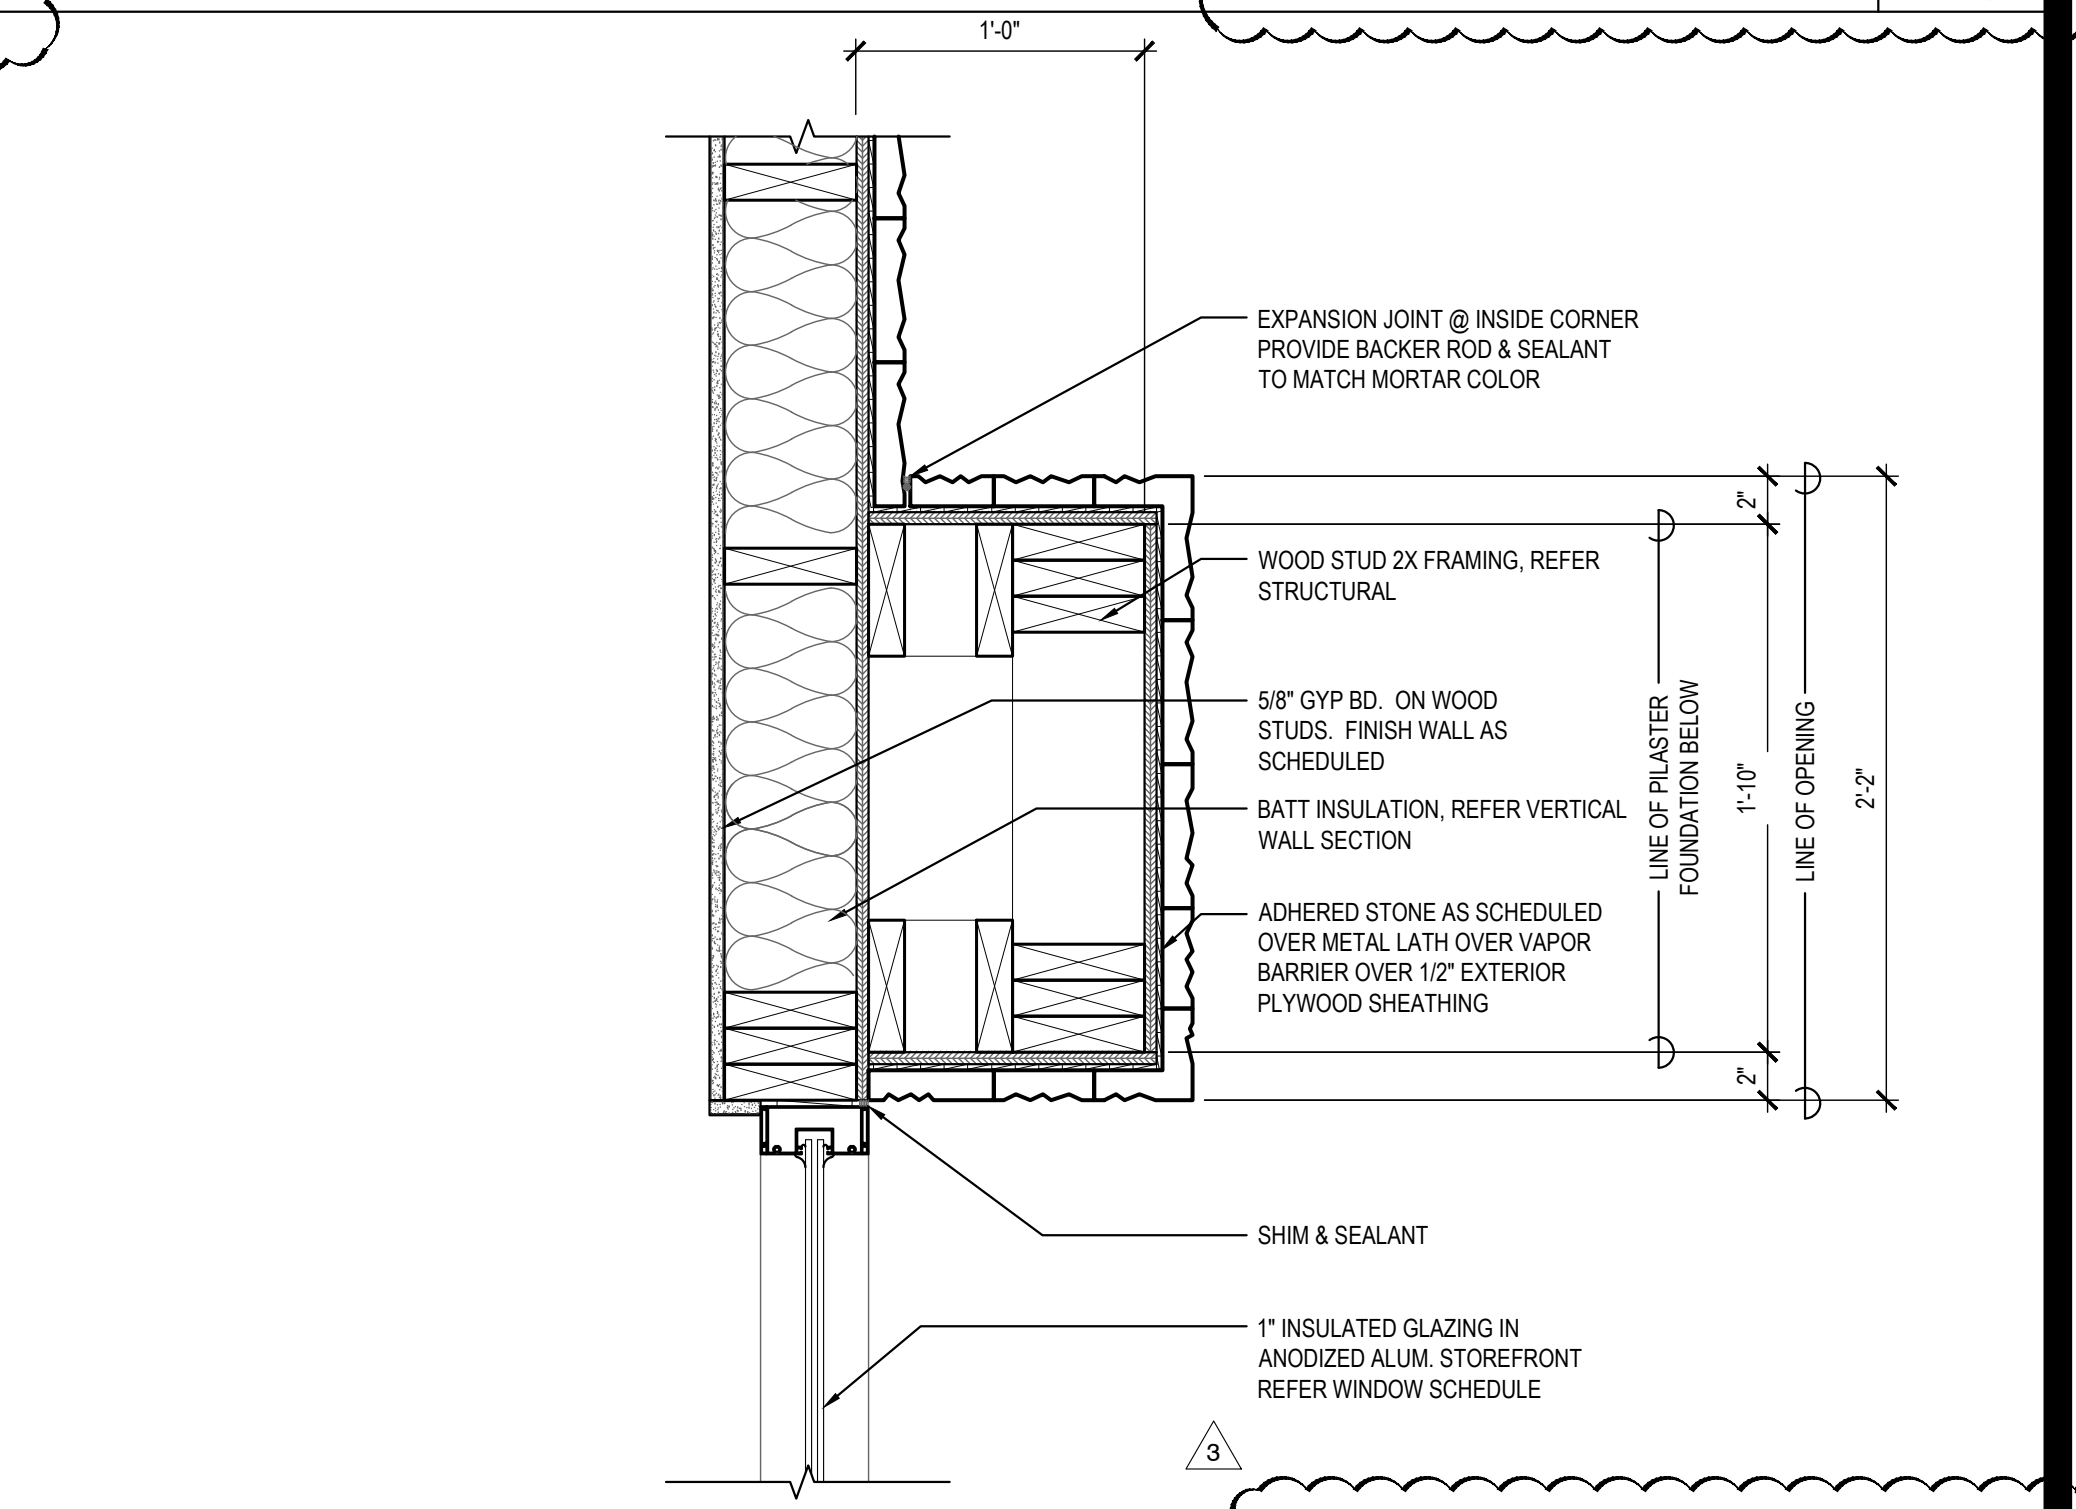 1'-0"
EXPANSION JOINT @ INSIDE CORNER
PROVIDE BACKER ROD & SEALANT
TO MATCH MORTAR COLOR
WOOD STUD 2X FRAMING, REFER
STRUCTURAL
5/8" GYP BD. ON WOOD
STUDS. FINISH WALL AS
SCHEDULED
BATT INSULATION, REFER VERTICAL
WALL SECTION
ADHERED STONE AS SCHEDULED
OVER METAL LATH OVER VAPOR
BARRIER OVER 1/2" EXTERIOR
PLYWOOD SHEATHING
SHIM & SEALANT
1" INSULATED GLAZING IN
ANODIZED ALUM. STOREFRONT
REFER WINDOW SCHEDULE
3
LINE OF PILASTER
FOUNDATION BELOW
2"
1'-10"
2"
LINE OF OPENING
2'-2"